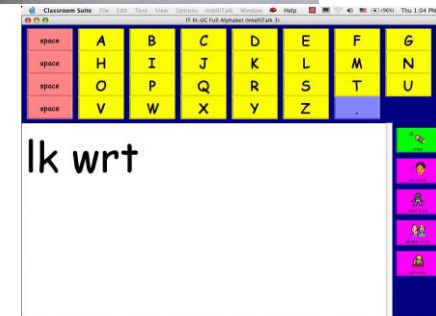 Classroom Suite File Edit Text View Options IntelliTalk Window Help (96%) Thu 1:04 PM
IT III-UC Full Alphabet (IntelliTalk 3)
space A B C D E F G
space H I J K L M N
space O P Q R S T U
space V W X Y Z .
lk wrt